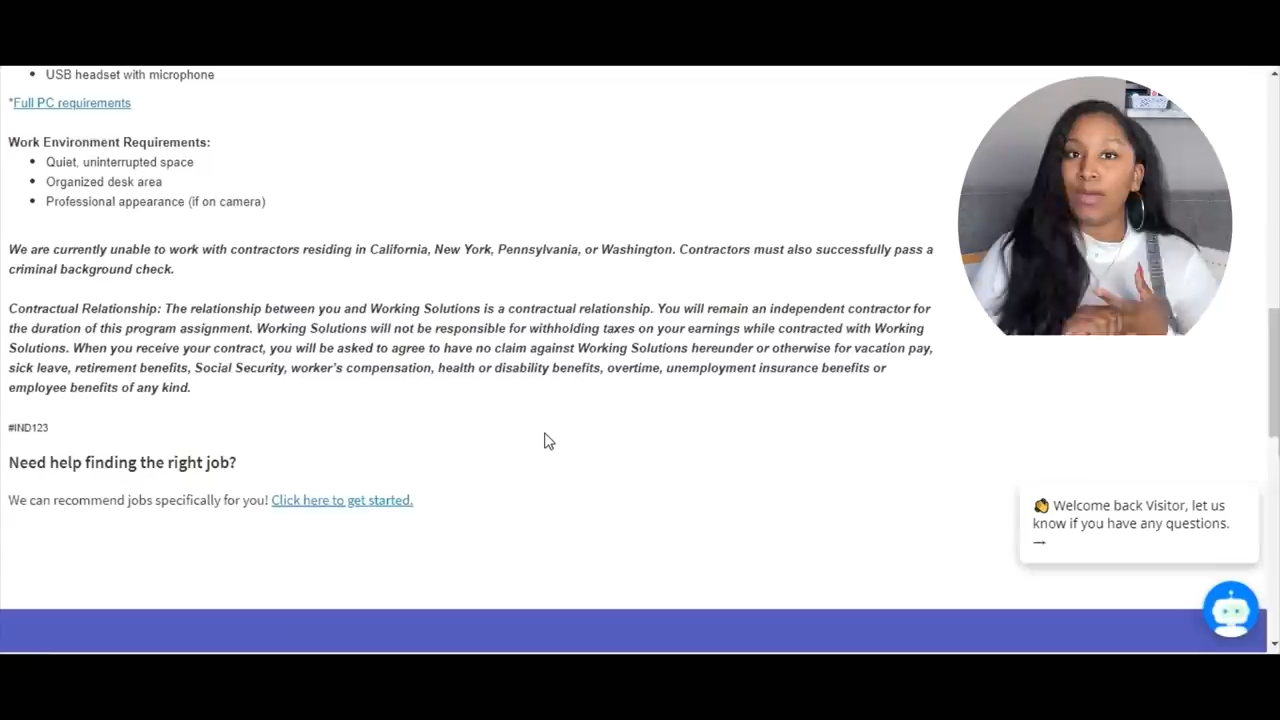 USB headset with microphone
*Full PC requirements
Work Environment Requirements:
Quiet, uninterrupted space
Organized desk area
Professional appearance (if on camera)
We are currently unable to work with contractors residing in California, New York, Pennsylvania, or Washington. Contractors must also successfully pass a
criminal background check.
Contractual Relationship: The relationship between you and Working Solutions is a contractual relationship. You will remain an independent contractor for
the duration of this program assignment. Working Solutions will not be responsible for withholding taxes on your earnings while contracted with Working
Solutions. When you receive your contract, you will be asked to agree to have no claim against Working Solutions hereunder or otherwise for vacation pay,
sick leave, retirement benefits, Social Security, worker's compensation, health or disability benefits, overtime, unemployment insurance benefits or
employee benefits of any kind.
#IND123
Need help finding the right job?
We can recommend jobs specifically for you! Click here to get started.
👋 Welcome back Visitor, let us
know if you have any questions.
→